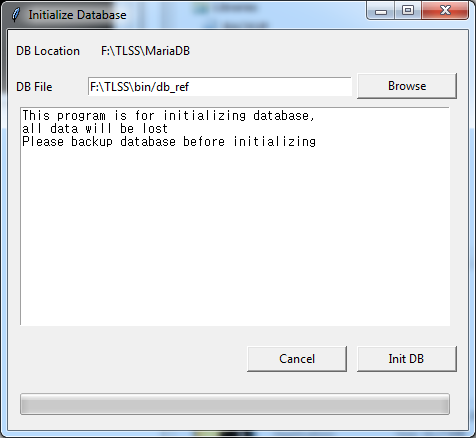 Initialize Database
DB Location F:\TLSS\MariaDB
DB File F:\TLSS\bin/db_ref Browse
This program is for initializing database,
all data will be lost
Please backup database before initializing
Cancel Init DB